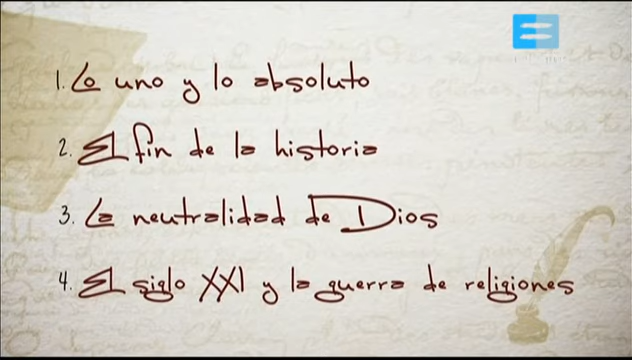 1. Lo uno y lo absoluto
2. El fin de la historia
3. La neutralidad de Dios
4. El siglo XXI y la guerra de religiones